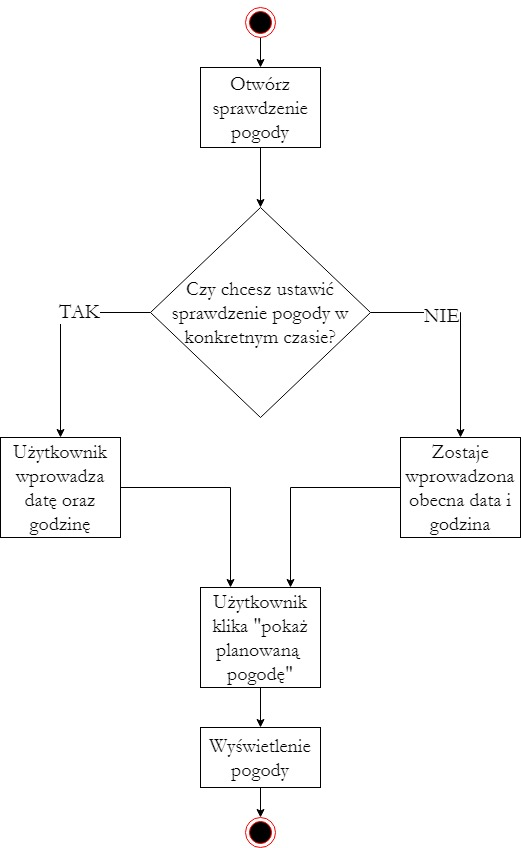 Otwórz
sprawdzenie
pogody
Czy chcesz ustawić
sprawdzenie pogody w
konkretnym czasie?
TAK
NIE
Użytkownik
wprowadza
datę oraz
godzinę
Zostaje
wprowadzona
obecna data i
godzina
Użytkownik
klika "pokaż
planowaną
pogodę"
Wyświetlenie
pogody